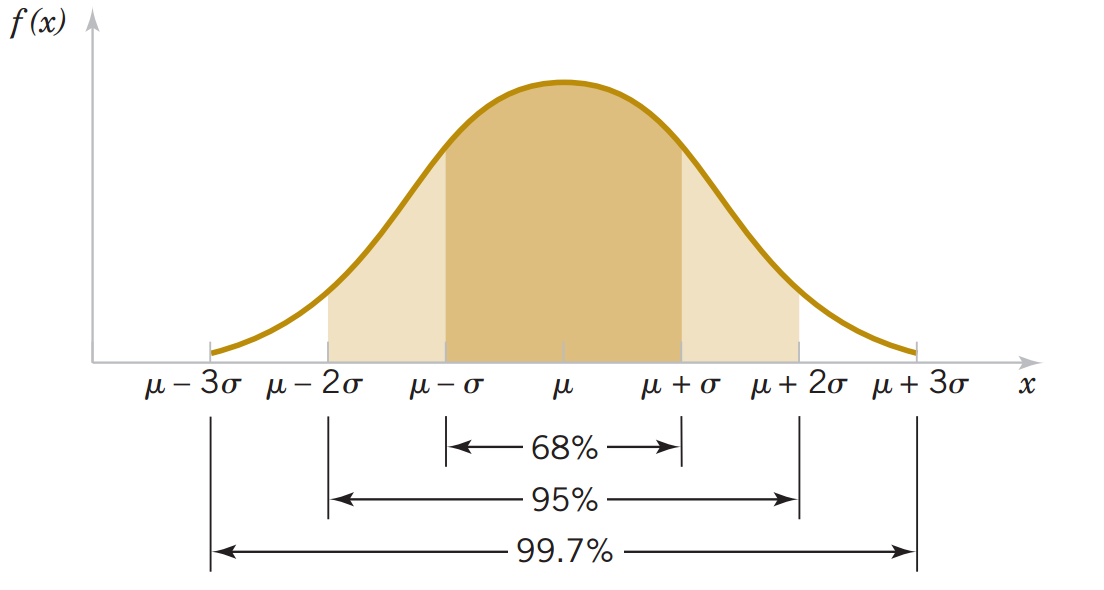 f (x)
μ – 3σ μ – 2σ μ – σ μ μ + σ μ + 2σ μ + 3σ x
68%
95%
99.7%